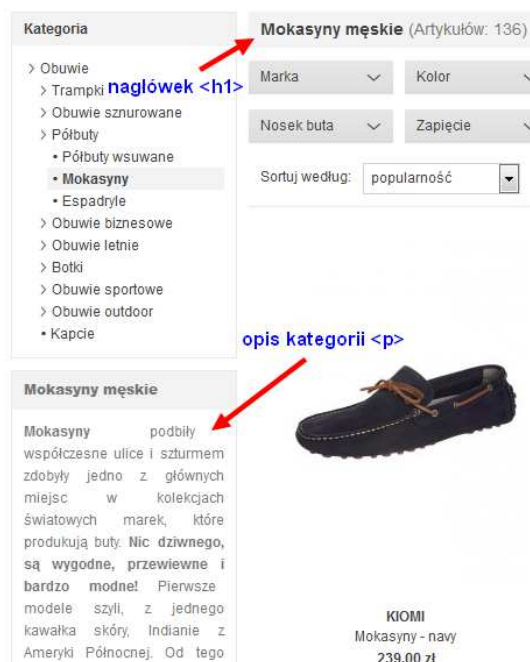 Kategoria
> Obuwie
> Trampki
> Obuwie sznurowane
> Półbuty
• Półbuty wsuwane
• Mokasyny
• Espadryle
> Obuwie biznesowe
> Obuwie letnie
> Botki
> Obuwie sportowe
> Obuwie outdoor
• Kapcie
nagłówek <h1>
Mokasyny męskie (Artykułów: 136)
Marka
Kolor
Nosek buta
Zapięcie
Sortuj według: popularność
opis kategorii <p>
Mokasyny męskie
Mokasyny podbiły
współczesne ulice i szturmem
zdobyły jedno z głównych
miejsc w kolekcjach
światowych marek, które
produkują buty. Nic dziwnego,
są wygodne, przewiewne i
bardzo modne! Pierwsze
modele szyli, z jednego
kawałka skóry, Indianie z
Ameryki Północnej. Od tego
KIOMI
Mokasyny - navy
239,00 zł